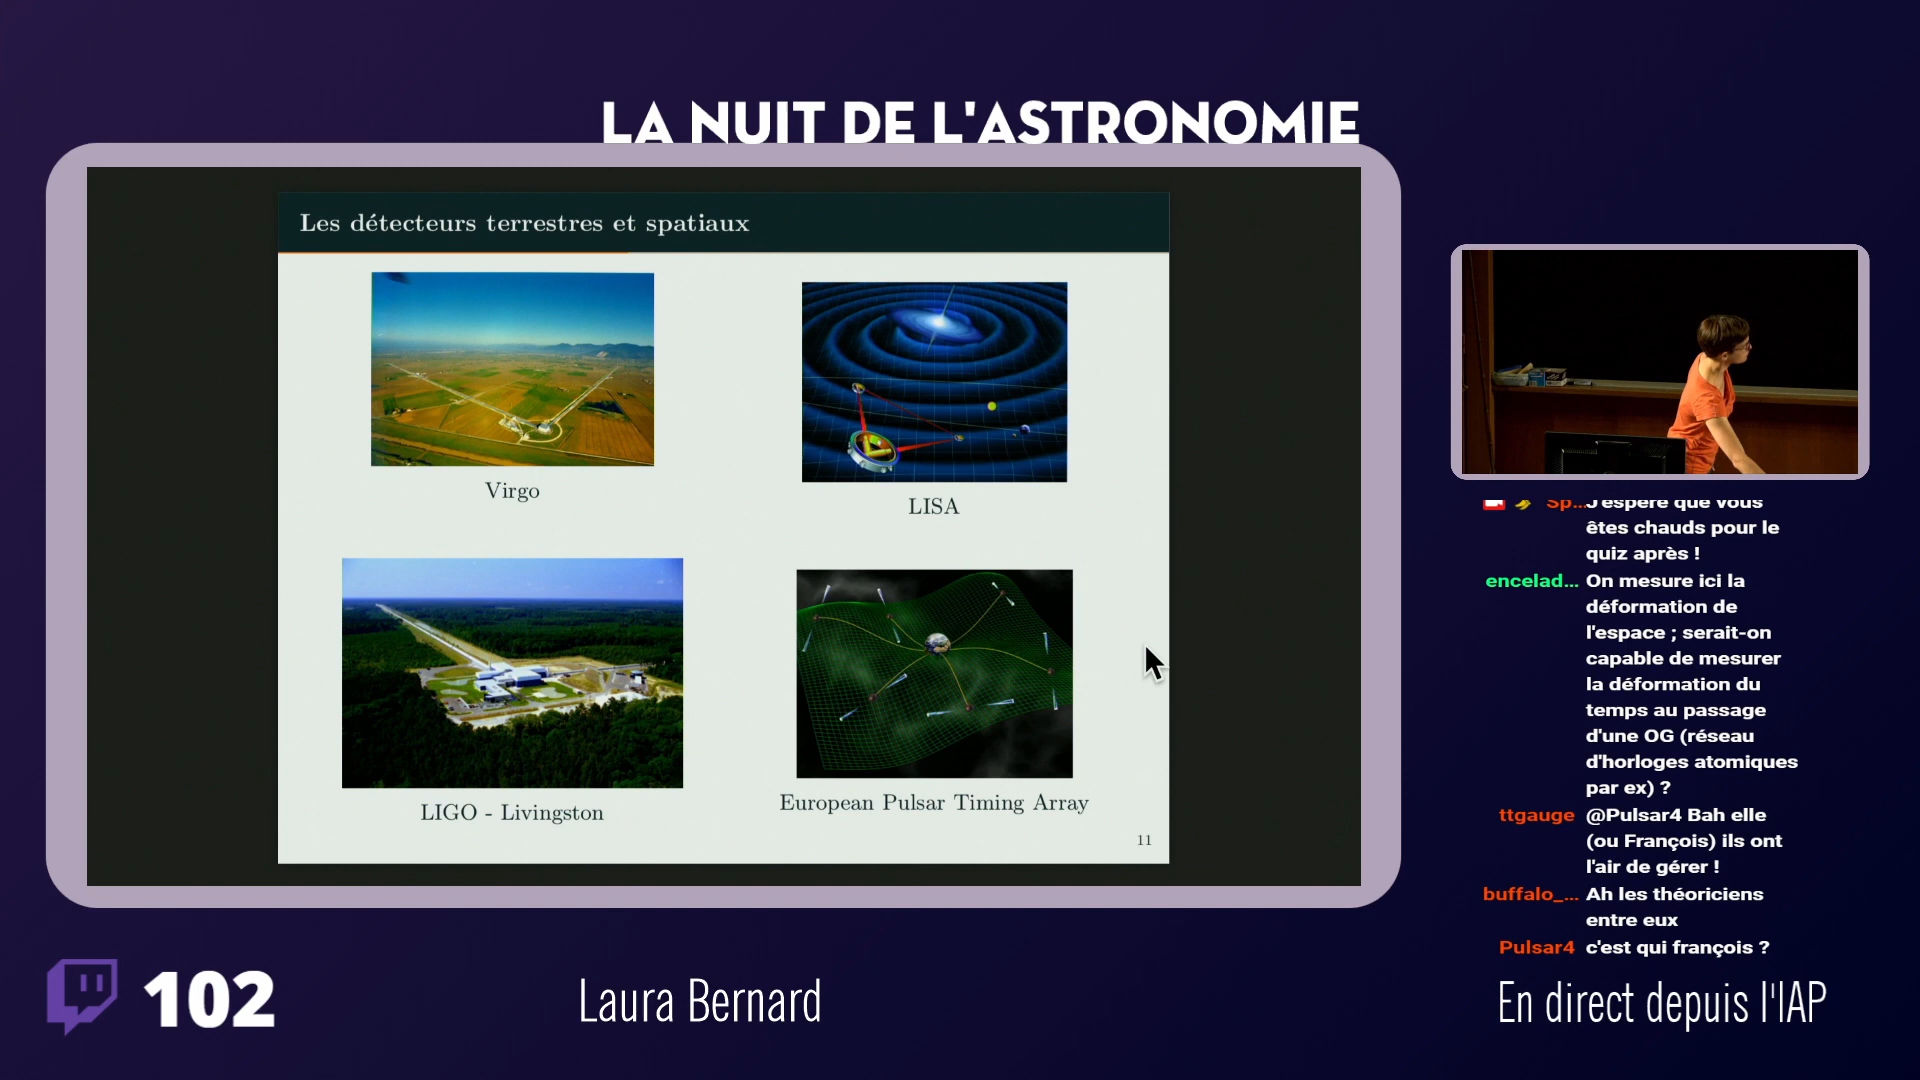 LA NUIT DE L'ASTRONOMIE
Les détecteurs terrestres et spatiaux
Virgo
LISA
LIGO - Livingston
European Pulsar Timing Array
11
Sp... J'espère que vous
êtes chauds pour le
quiz après !
encelad... On mesure ici la
déformation de
l'espace ; serait-on
capable de mesurer
la déformation du
temps au passage
d'une OG (réseau
d'horloges atomiques
par ex) ?
ttgauge @Pulsar4 Bah elle
(ou François) ils ont
l'air de gérer !
buffalo_... Ah les théoriciens
entre eux
Pulsar4 c'est qui françois ?
102
Laura Bernard
En direct depuis l'IAP